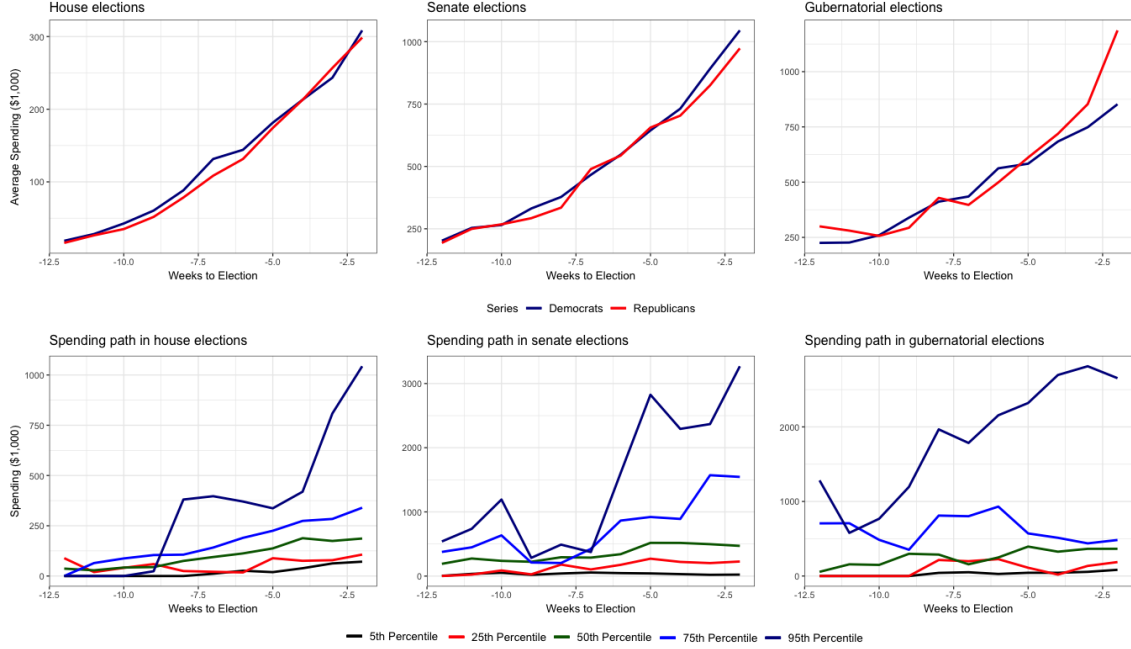 House elections
Senate elections
Gubernatorial elections
Average Spending ($1,000)
300
200
100
1000
750
500
250
1000
750
500
250
-12.5 -10.0 -7.5 -5.0 -2.5
-12.5 -10.0 -7.5 -5.0 -2.5
-12.5 -10.0 -7.5 -5.0 -2.5
Weeks to Election
Weeks to Election
Weeks to Election
Series Democrats Republicans
Spending path in house elections
Spending path in senate elections
Spending path in gubernatorial elections
Spending ($1,000)
1000
750
500
250
0
3000
2000
1000
0
2000
1000
0
-12.5 -10.0 -7.5 -5.0 -2.5
-12.5 -10.0 -7.5 -5.0 -2.5
-12.5 -10.0 -7.5 -5.0 -2.5
Weeks to Election
Weeks to Election
Weeks to Election
5th Percentile 25th Percentile 50th Percentile 75th Percentile 95th Percentile